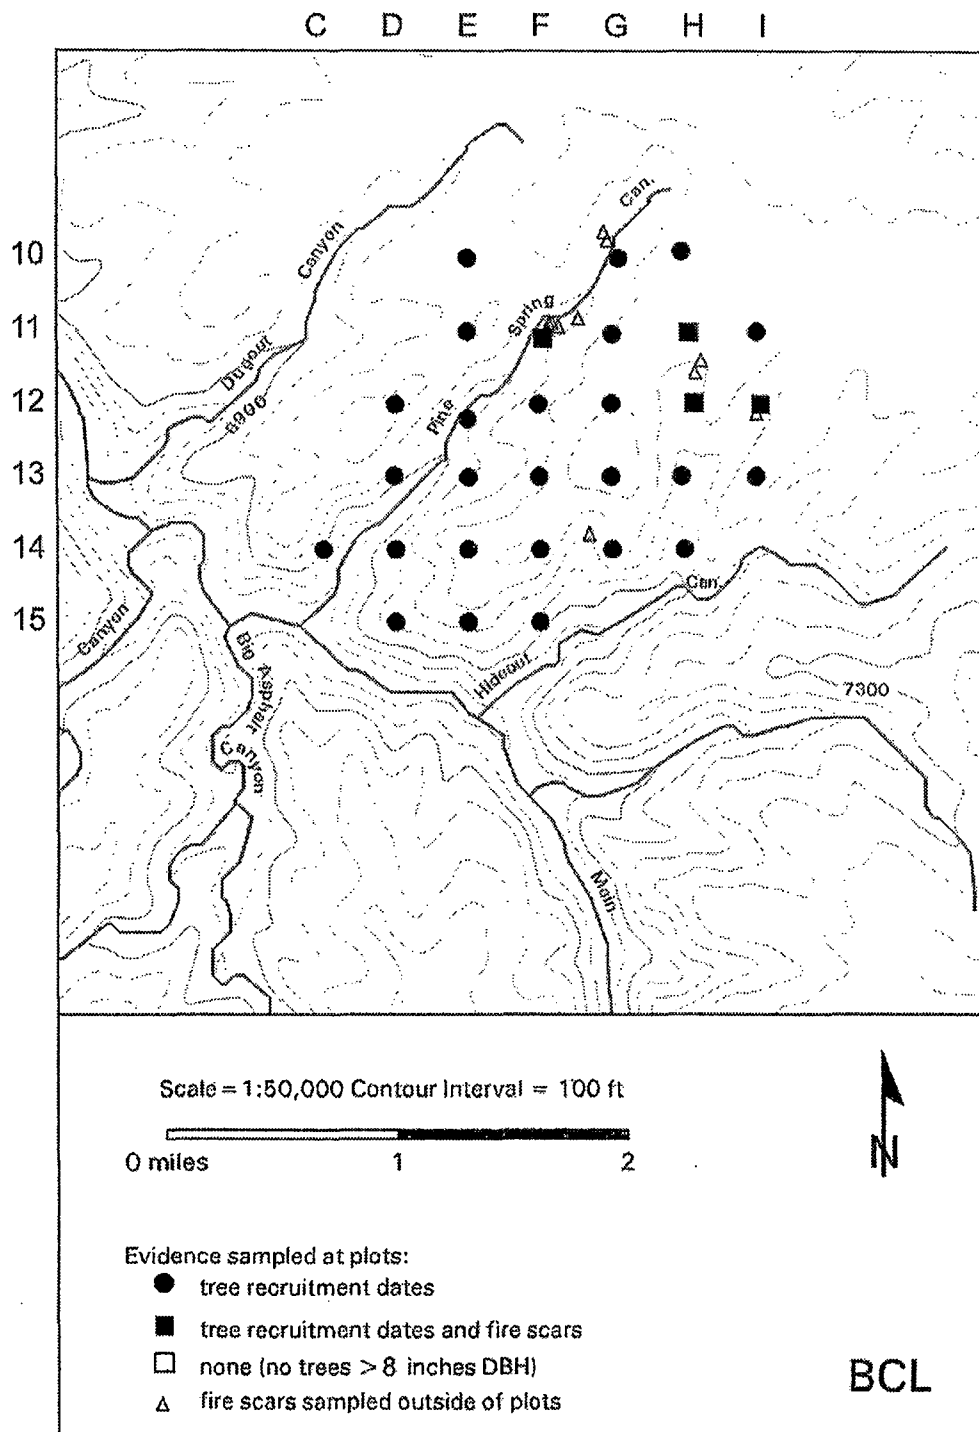 C D E F G H I
10
11
12
13
14
15
Canyon
Can.
Spring
Pine
6900
Canyon
Big
Asphalt
Canyon
Hideout
Can.
7300
Main
Scale = 1:50,000 Contour Interval = 100 ft
0 miles 1 2
N
Evidence sampled at plots:
tree recruitment dates
tree recruitment dates and fire scars
none (no trees > 8 inches DBH)
fire scars sampled outside of plots
BCL